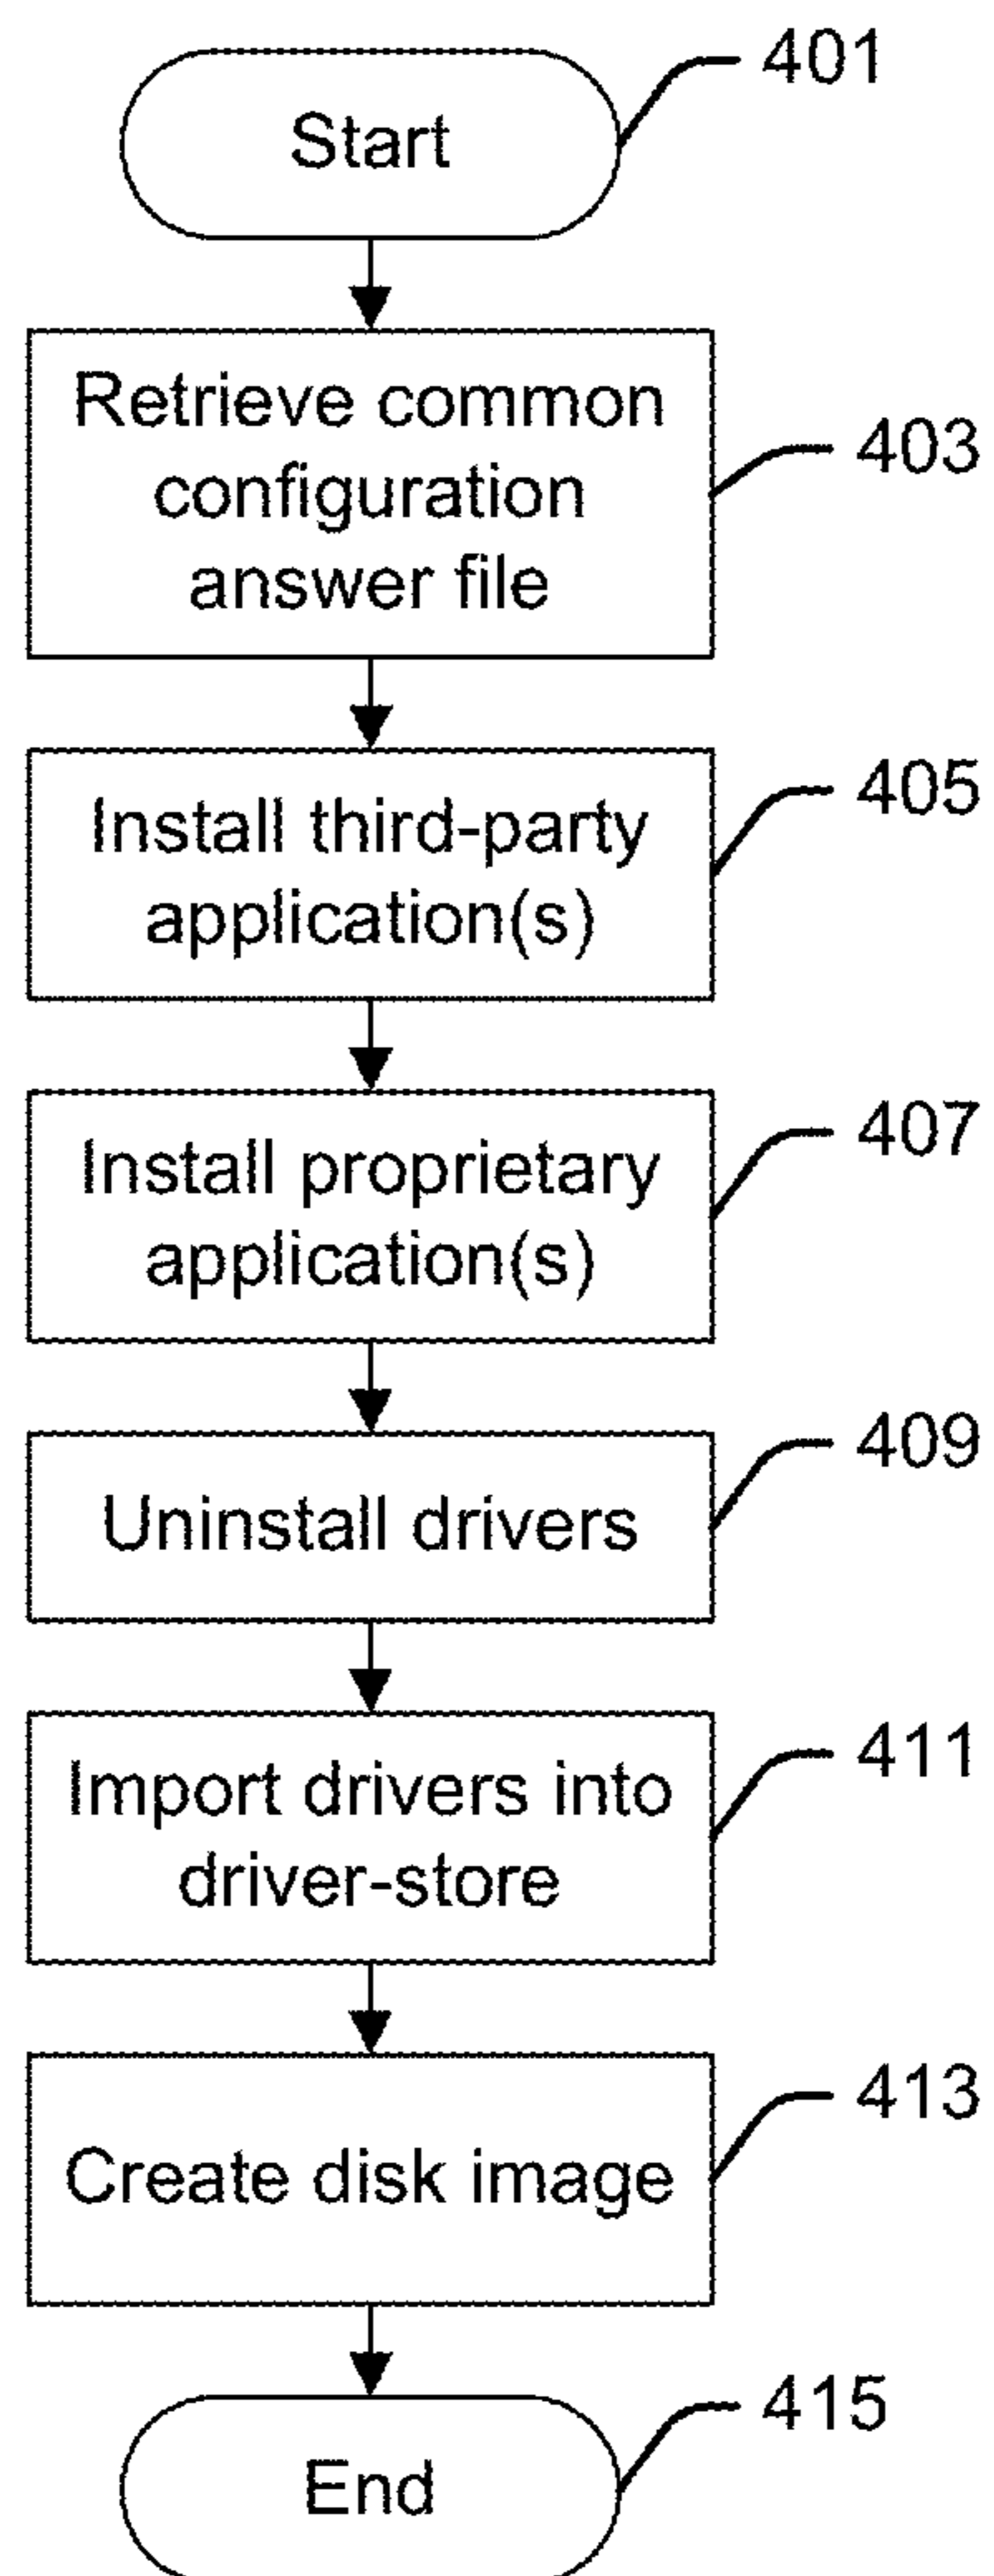 Start
401
Retrieve common
configuration
answer file
403
Install third-party
application(s)
405
Install proprietary
application(s)
407
Uninstall drivers
409
Import drivers into
driver-store
411
Create disk image
413
End
415